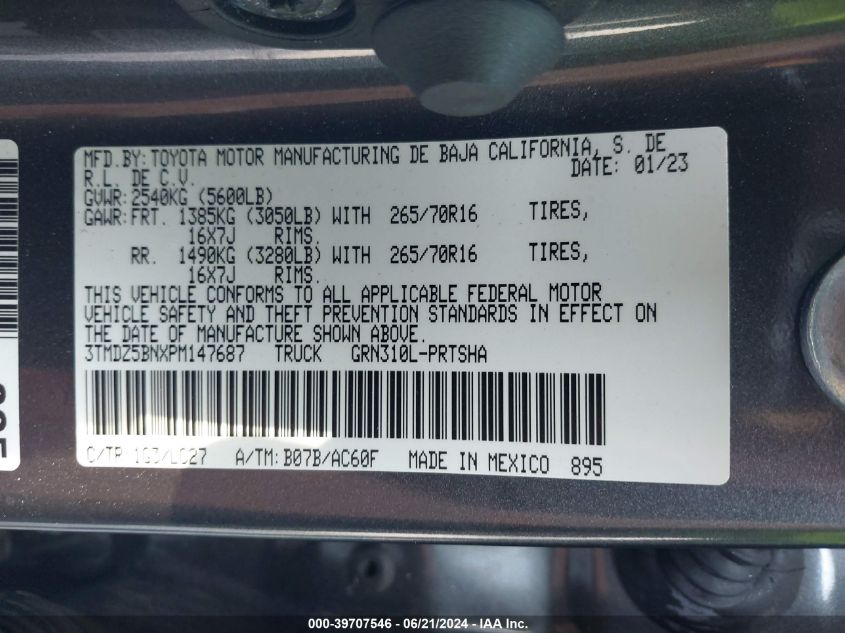 MFD.BY:TOYOTA MOTOR MANUFACTURING DE BAJA CALIFORNIA, S. DE
R.L. DE C.V.
DATE: 01/23
GVWR:2540KG (5600LB)
GAWR:FRT. 1385KG (3050LB) WITH 265/70R16 TIRES,
16X7J RIMS.
RR. 1490KG (3280LB) WITH 265/70R16 TIRES,
16X7J RIMS.
THIS VEHICLE CONFORMS TO ALL APPLICABLE FEDERAL MOTOR
VEHICLE SAFETY AND THEFT PREVENTION STANDARDS IN EFFECT ON
THE DATE OF MANUFACTURE SHOWN ABOVE.
3TMDZ5BNXPM147687 TRUCK GRN310L-PRTSHA
C/TR 1G3/LC27 A/TM:B07B/AC60F MADE IN MEXICO 895
000-39707546 / 06/21/2024 - IAA Inc.